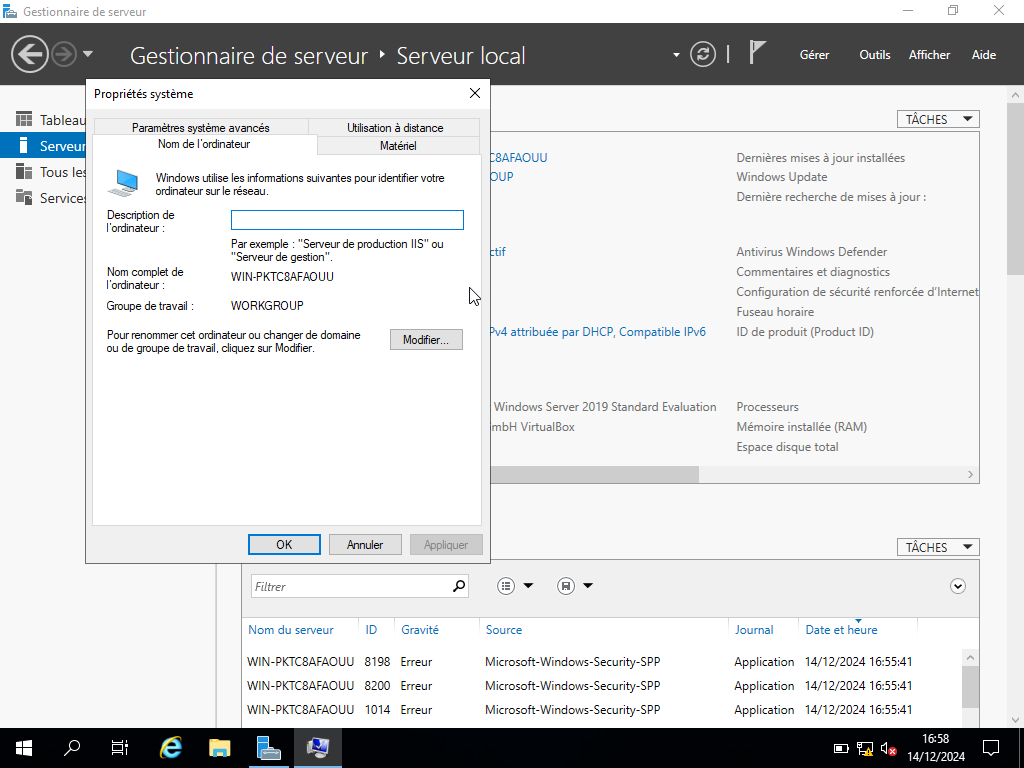 Gestionnaire de serveur
Gestionnaire de serveur ‣ Serveur local
Gérer
Outils
Afficher
Aide
Propriétés système
Paramètres système avancés
Utilisation à distance
Nom de l'ordinateur
Matériel
Windows utilise les informations suivantes pour identifier votre
ordinateur sur le réseau.
Description de
l'ordinateur :
Par exemple : "Serveur de production IIS" ou
"Serveur de gestion".
Nom complet de
l'ordinateur :
WIN-PKTC8AFAOUU
Groupe de travail :
WORKGROUP
Pour renommer cet ordinateur ou changer de domaine
ou de groupe de travail, cliquez sur Modifier.
Modifier...
OK
Annuler
Appliquer
Tableau
Serveur
Tous les
Services
TÂCHES
C8AFAOUU
OUP
ctif
Pv4 attribuée par DHCP, Compatible IPv6
Windows Server 2019 Standard Evaluation
mbH VirtualBox
Dernières mises à jour installées
Windows Update
Dernière recherche de mises à jour :
Antivirus Windows Defender
Commentaires et diagnostics
Configuration de sécurité renforcée d'Internet
Fuseau horaire
ID de produit (Product ID)
Processeurs
Mémoire installée (RAM)
Espace disque total
TÂCHES
Filtrer
Nom du serveur ID Gravité Source Journal Date et heure
WIN-PKTC8AFAOUU 8198 Erreur Microsoft-Windows-Security-SPP Application 14/12/2024 16:55:41
WIN-PKTC8AFAOUU 8200 Erreur Microsoft-Windows-Security-SPP Application 14/12/2024 16:55:41
WIN-PKTC8AFAOUU 1014 Erreur Microsoft-Windows-Security-SPP Application 14/12/2024 16:55:41
16:58
14/12/2024